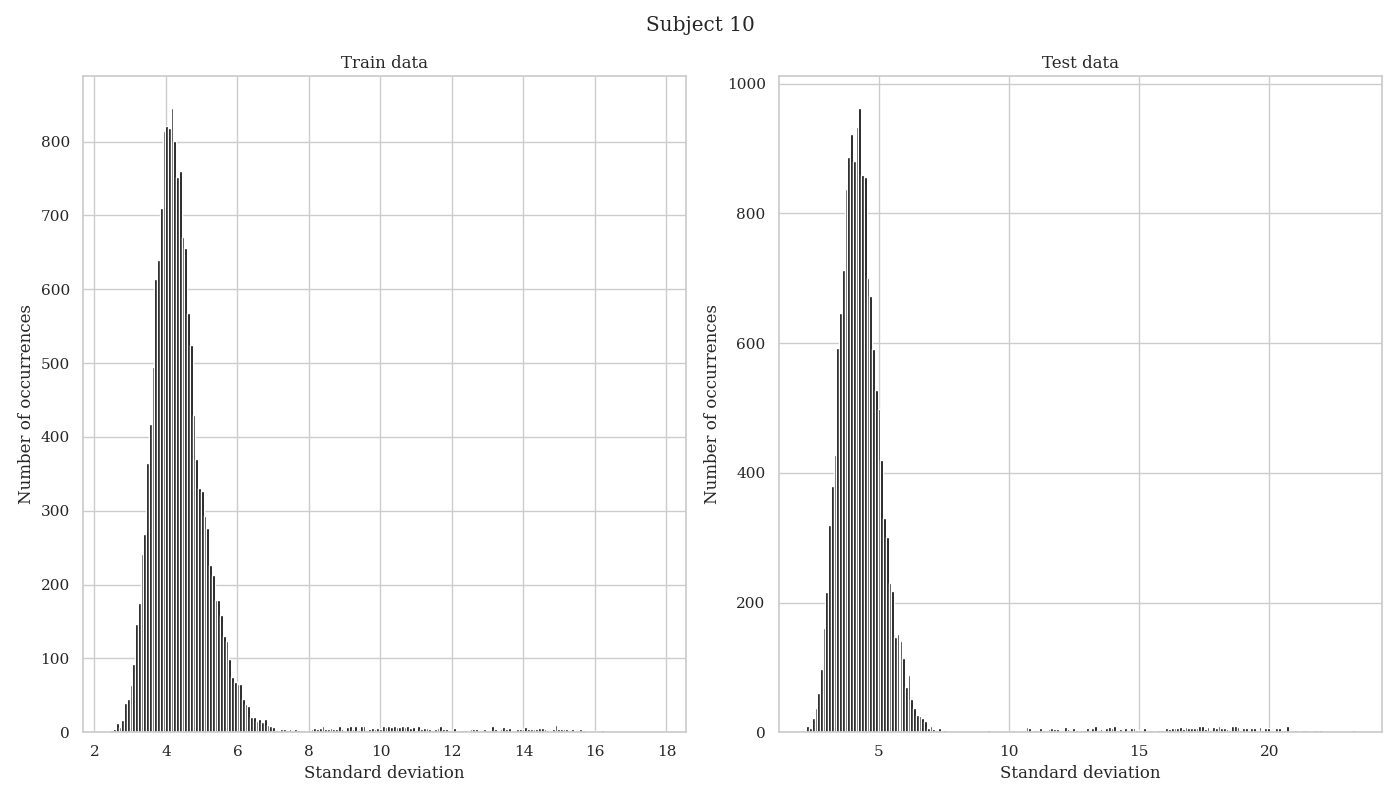 Subject 10
Train data
Number of occurrences
800
700
600
500
400
300
200
100
0
2 4 6 8 10 12 14 16 18
Standard deviation
Test data
Number of occurrences
1000
800
600
400
200
0
5 10 15 20
Standard deviation